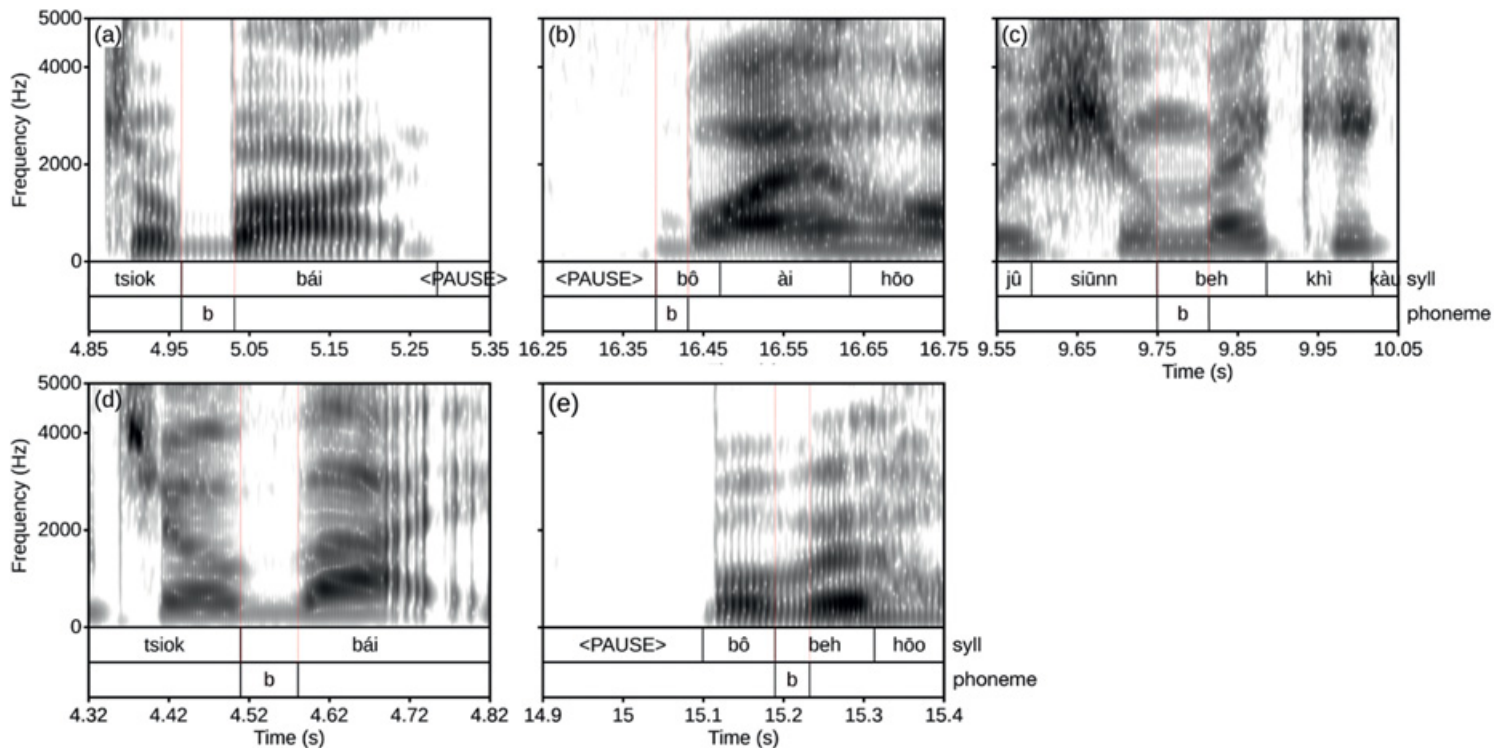 (a)
(b)
(c)
5000
4000
2000
0
Frequency (Hz)
tsiok bái <PAUSE>
b
4.85 4.95 5.05 5.15 5.25 5.35
<PAUSE> bô ài hōo
b
16.25 16.35 16.45 16.55 16.65 16.75
jû siūnn beh khì kàu syll
b phoneme
9.55 9.65 9.75 9.85 9.95 10.05
Time (s)
(d)
(e)
5000
4000
2000
0
Frequency (Hz)
tsiok bái
b
4.32 4.42 4.52 4.62 4.72 4.82
Time (s)
<PAUSE> bô beh hōo syll
b phoneme
14.9 15 15.1 15.2 15.3 15.4
Time (s)